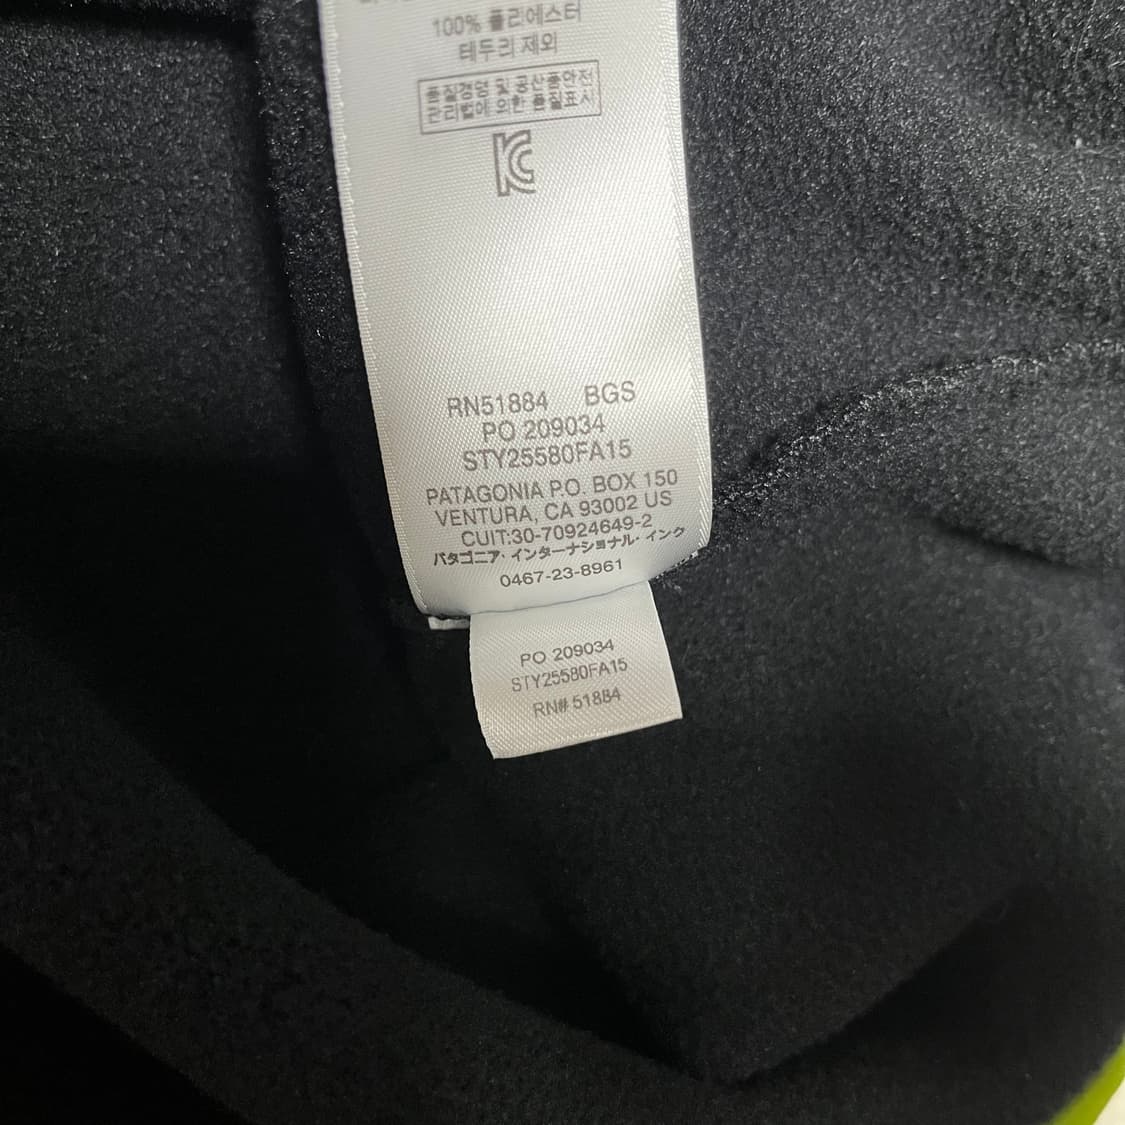 100% 폴리에스터
테두리 제외
품질경영 및 공산품안전
관리법에 의한 품질표시
KC
RN51884 BGS
PO 209034
STY25580FA15
PATAGONIA P.O. BOX 150
VENTURA, CA 93002 US
CUIT:30-70924649-2
パタゴニア・インターナショナル・インク
0467-23-8961
PO 209034
STY25580FA15
RN# 51884